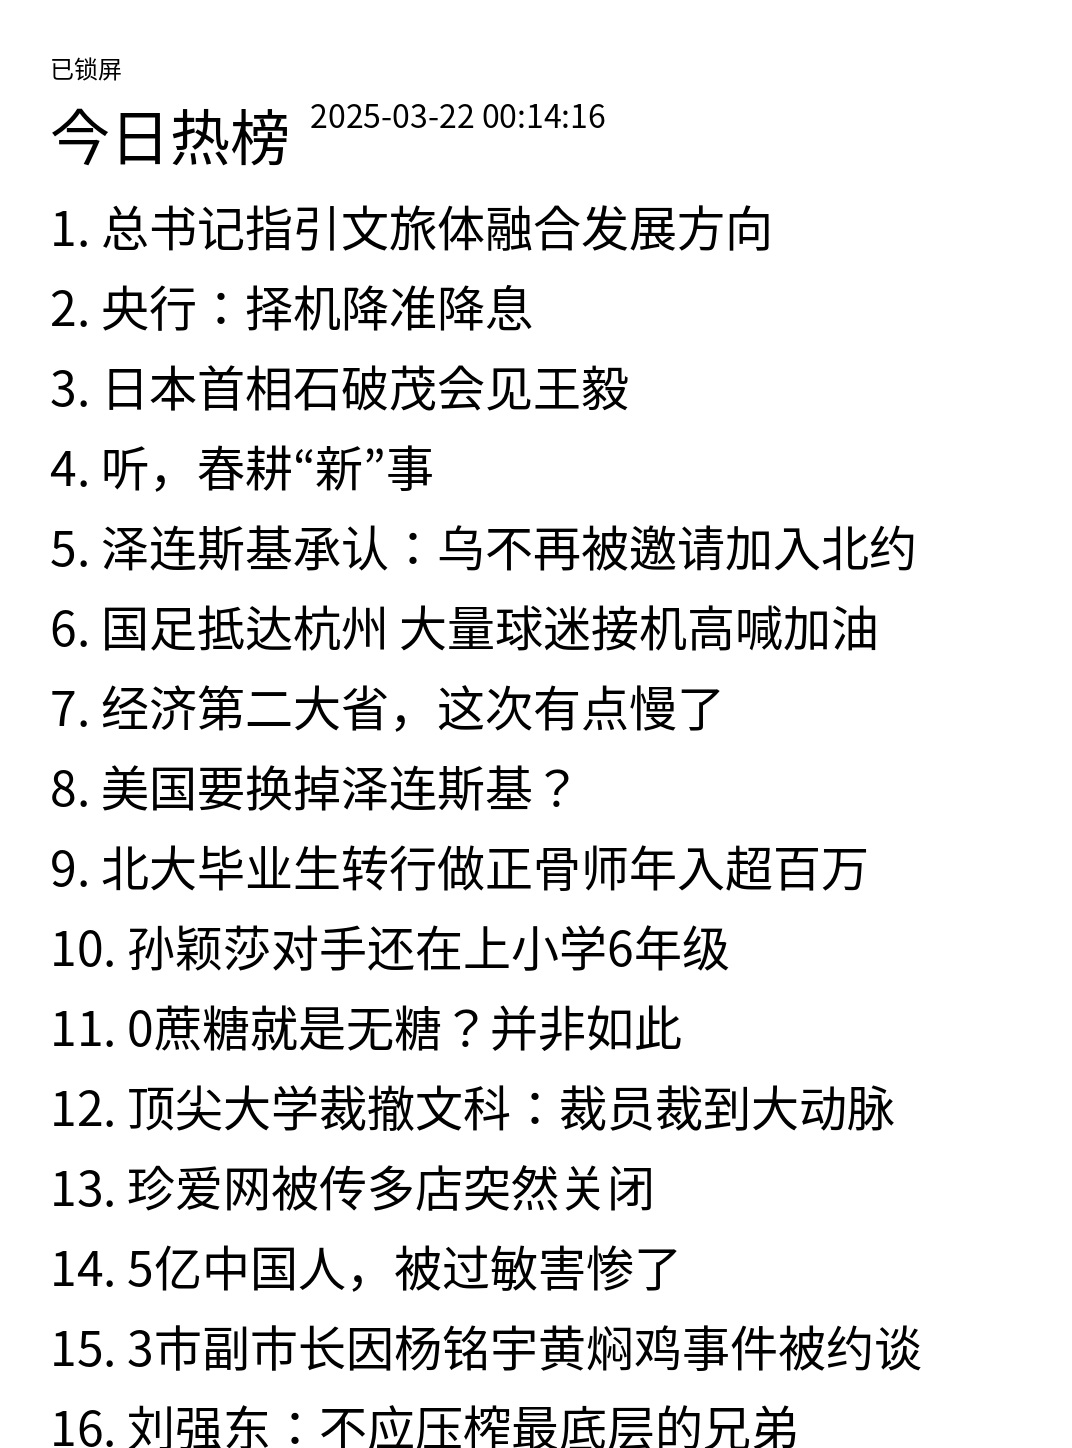 已锁屏
今日热榜 2025-03-22 00:14:16
1. 总书记指引文旅体融合发展方向
2. 央行：择机降准降息
3. 日本首相石破茂会见王毅
4. 听，春耕“新”事
5. 泽连斯基承认：乌不再被邀请加入北约
6. 国足抵达杭州 大量球迷接机高喊加油
7. 经济第二大省，这次有点慢了
8. 美国要换掉泽连斯基？
9. 北大毕业生转行做正骨师年入超百万
10. 孙颖莎对手还在上小学6年级
11. 0蔗糖就是无糖？并非如此
12. 顶尖大学裁撤文科：裁员裁到大动脉
13. 珍爱网被传多店突然关闭
14. 5亿中国人，被过敏害惨了
15. 3市副市长因杨铭宇黄焖鸡事件被约谈
16. 刘强东：不应压榨最底层的兄弟